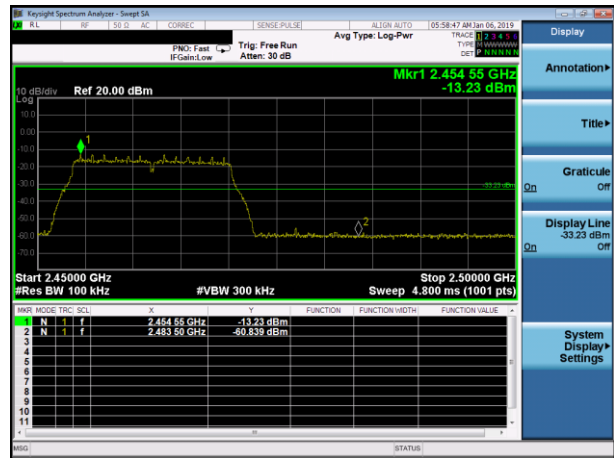 Keysight Spectrum Analyzer - Swept SA
RL RF 50 Ω AC CORREC SENSE:PULSE ALIGN AUTO 05:58:47 AM Jan 06, 2019
Avg Type: Log-Pwr
TRACE 1 2 3 4 5 6
PNO: Fast Trig: Free Run
TYPE M WWWWW
IFGain:Low Atten: 30 dB
DET P N N N N N
Display
Mkr1 2.454 55 GHz
-13.23 dBm
10 dB/div Ref 20.00 dBm
Log
10.0
0.00
-10.0
-20.0
-30.0
-40.0
-50.0
-60.0
-70.0
1
-33.23 dBm
2
Start 2.45000 GHz Stop 2.50000 GHz
#Res BW 100 kHz #VBW 300 kHz Sweep 4.800 ms (1001 pts)
MKR MODE TRC SCL X Y FUNCTION FUNCTION WIDTH FUNCTION VALUE
1 N 1 f 2.454 55 GHz -13.23 dBm
2 N 1 f 2.483 50 GHz -60.839 dBm
3
4
5
6
7
8
9
10
11
MSG STATUS
Annotation
Title
Graticule
On Off
Display Line
-33.23 dBm
On Off
System
Display
Settings